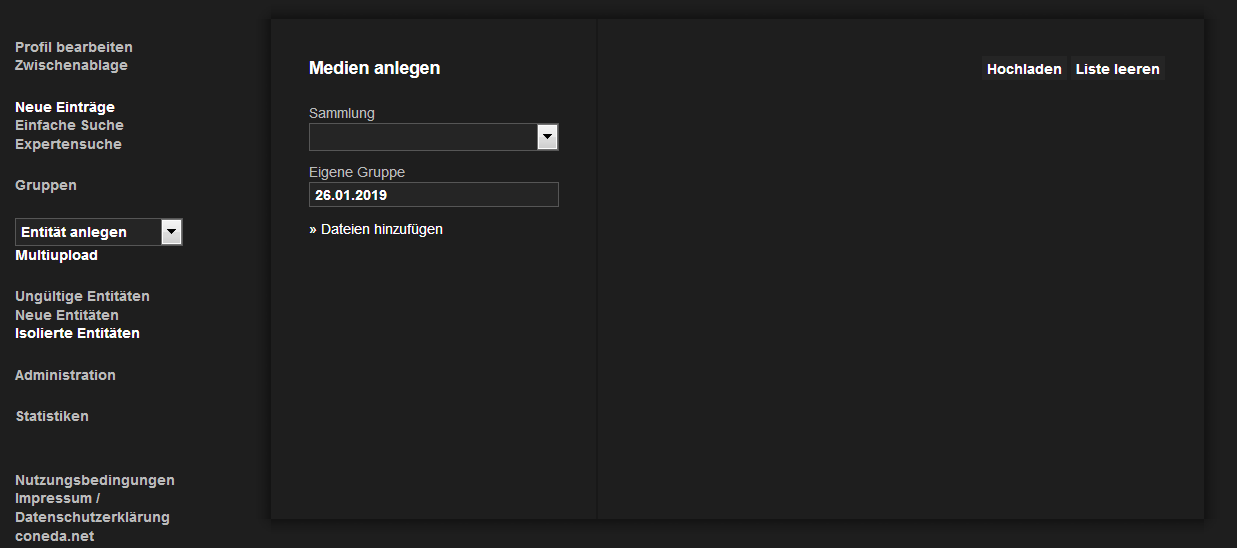 Profil bearbeiten
Zwischenablage
Neue Einträge
Einfache Suche
Expertensuche
Gruppen
Entität anlegen
Multiupload
Ungültige Entitäten
Neue Entitäten
Isolierte Entitäten
Administration
Statistiken
Nutzungsbedingungen
Impressum /
Datenschutzerklärung
coneda.net
Medien anlegen
Sammlung
Eigene Gruppe
26.01.2019
» Dateien hinzufügen
Hochladen Liste leeren